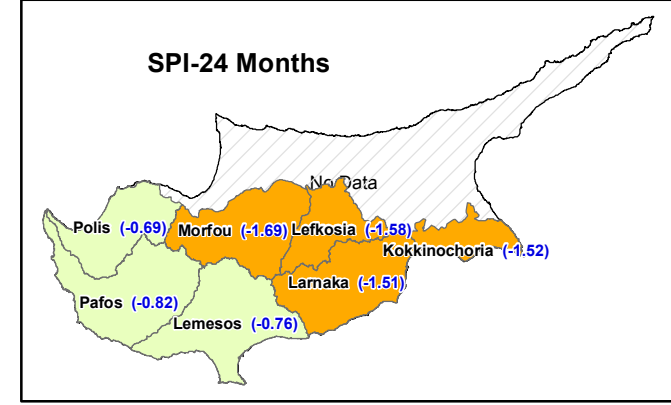 SPI-24 Months
No Data
Polis (-0.69)
Morfou (-1.69)
Lefkosia (-1.58)
Kokkinochoria (-1.52)
Larnaka (-1.51)
Pafos (-0.82)
Lemesos (-0.76)